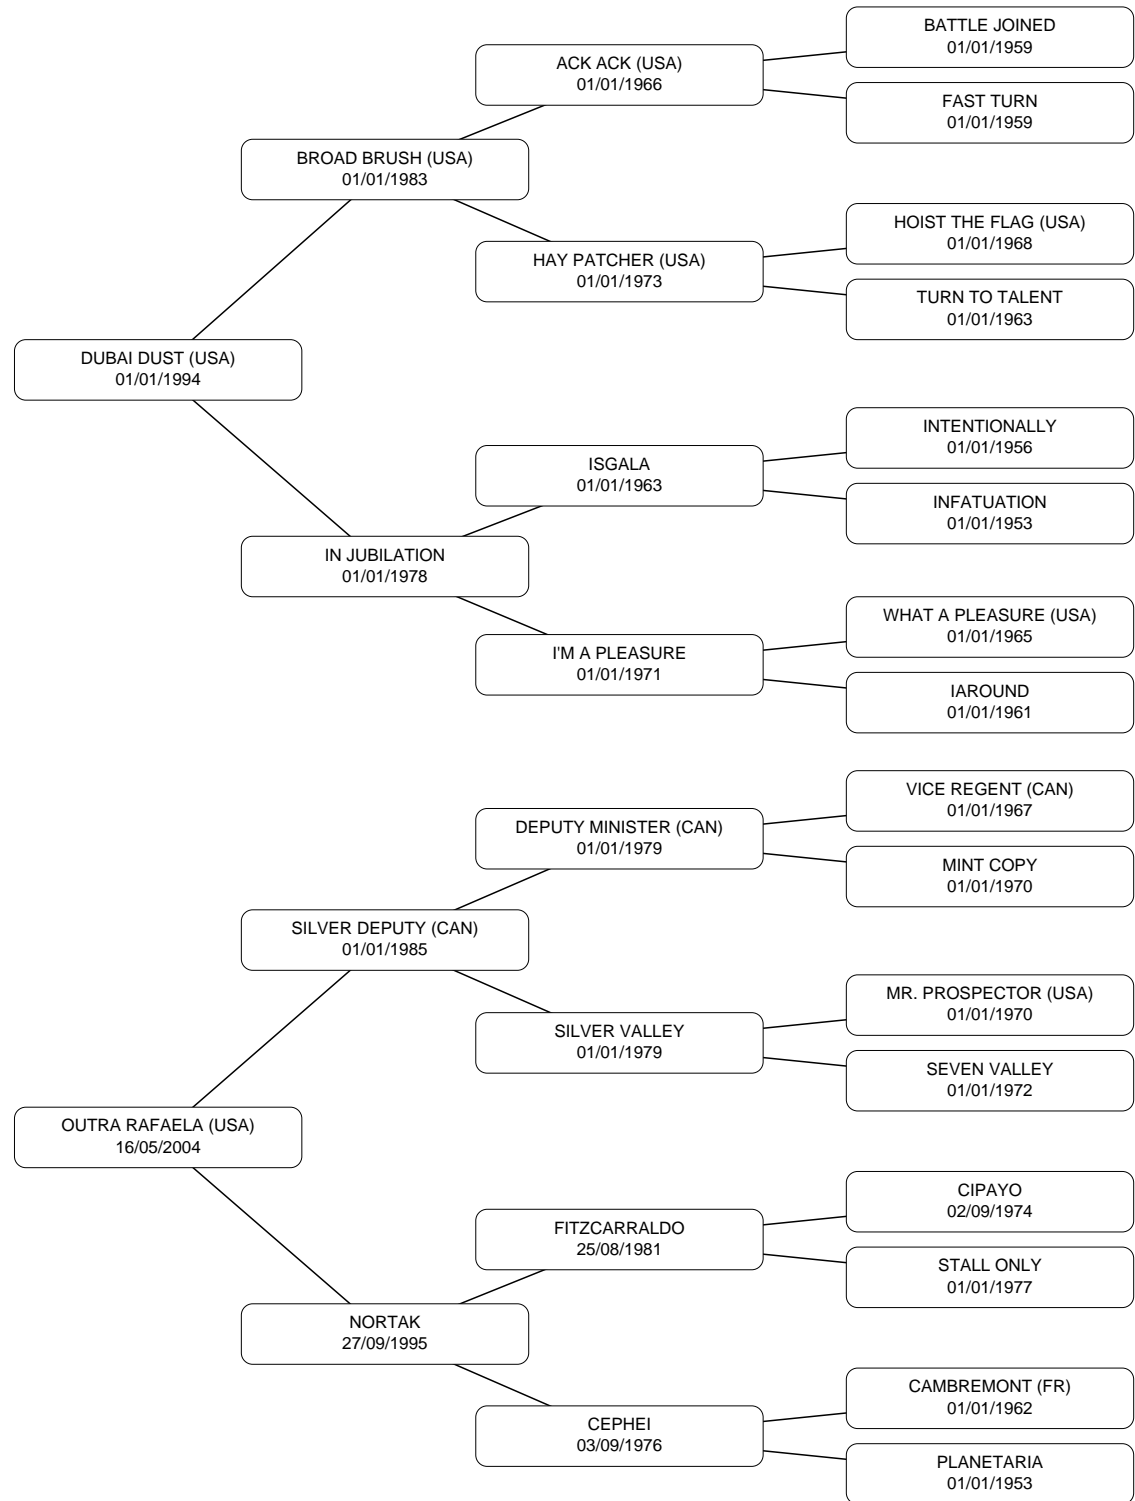 BATTLE JOINED
01/01/1959
ACK ACK (USA)
01/01/1966
FAST TURN
01/01/1959
BROAD BRUSH (USA)
01/01/1983
HOIST THE FLAG (USA)
01/01/1968
HAY PATCHER (USA)
01/01/1973
TURN TO TALENT
01/01/1963
DUBAI DUST (USA)
01/01/1994
INTENTIONALLY
01/01/1956
ISGALA
01/01/1963
INFATUATION
01/01/1953
IN JUBILATION
01/01/1978
WHAT A PLEASURE (USA)
01/01/1965
I'M A PLEASURE
01/01/1971
IAROUND
01/01/1961
VICE REGENT (CAN)
01/01/1967
DEPUTY MINISTER (CAN)
01/01/1979
MINT COPY
01/01/1970
SILVER DEPUTY (CAN)
01/01/1985
MR. PROSPECTOR (USA)
01/01/1970
SILVER VALLEY
01/01/1979
SEVEN VALLEY
01/01/1972
OUTRA RAFAELA (USA)
16/05/2004
CIPAYO
02/09/1974
FITZCARRALDO
25/08/1981
STALL ONLY
01/01/1977
NORTAK
27/09/1995
CAMBREMONT (FR)
01/01/1962
CEPHEI
03/09/1976
PLANETARIA
01/01/1953